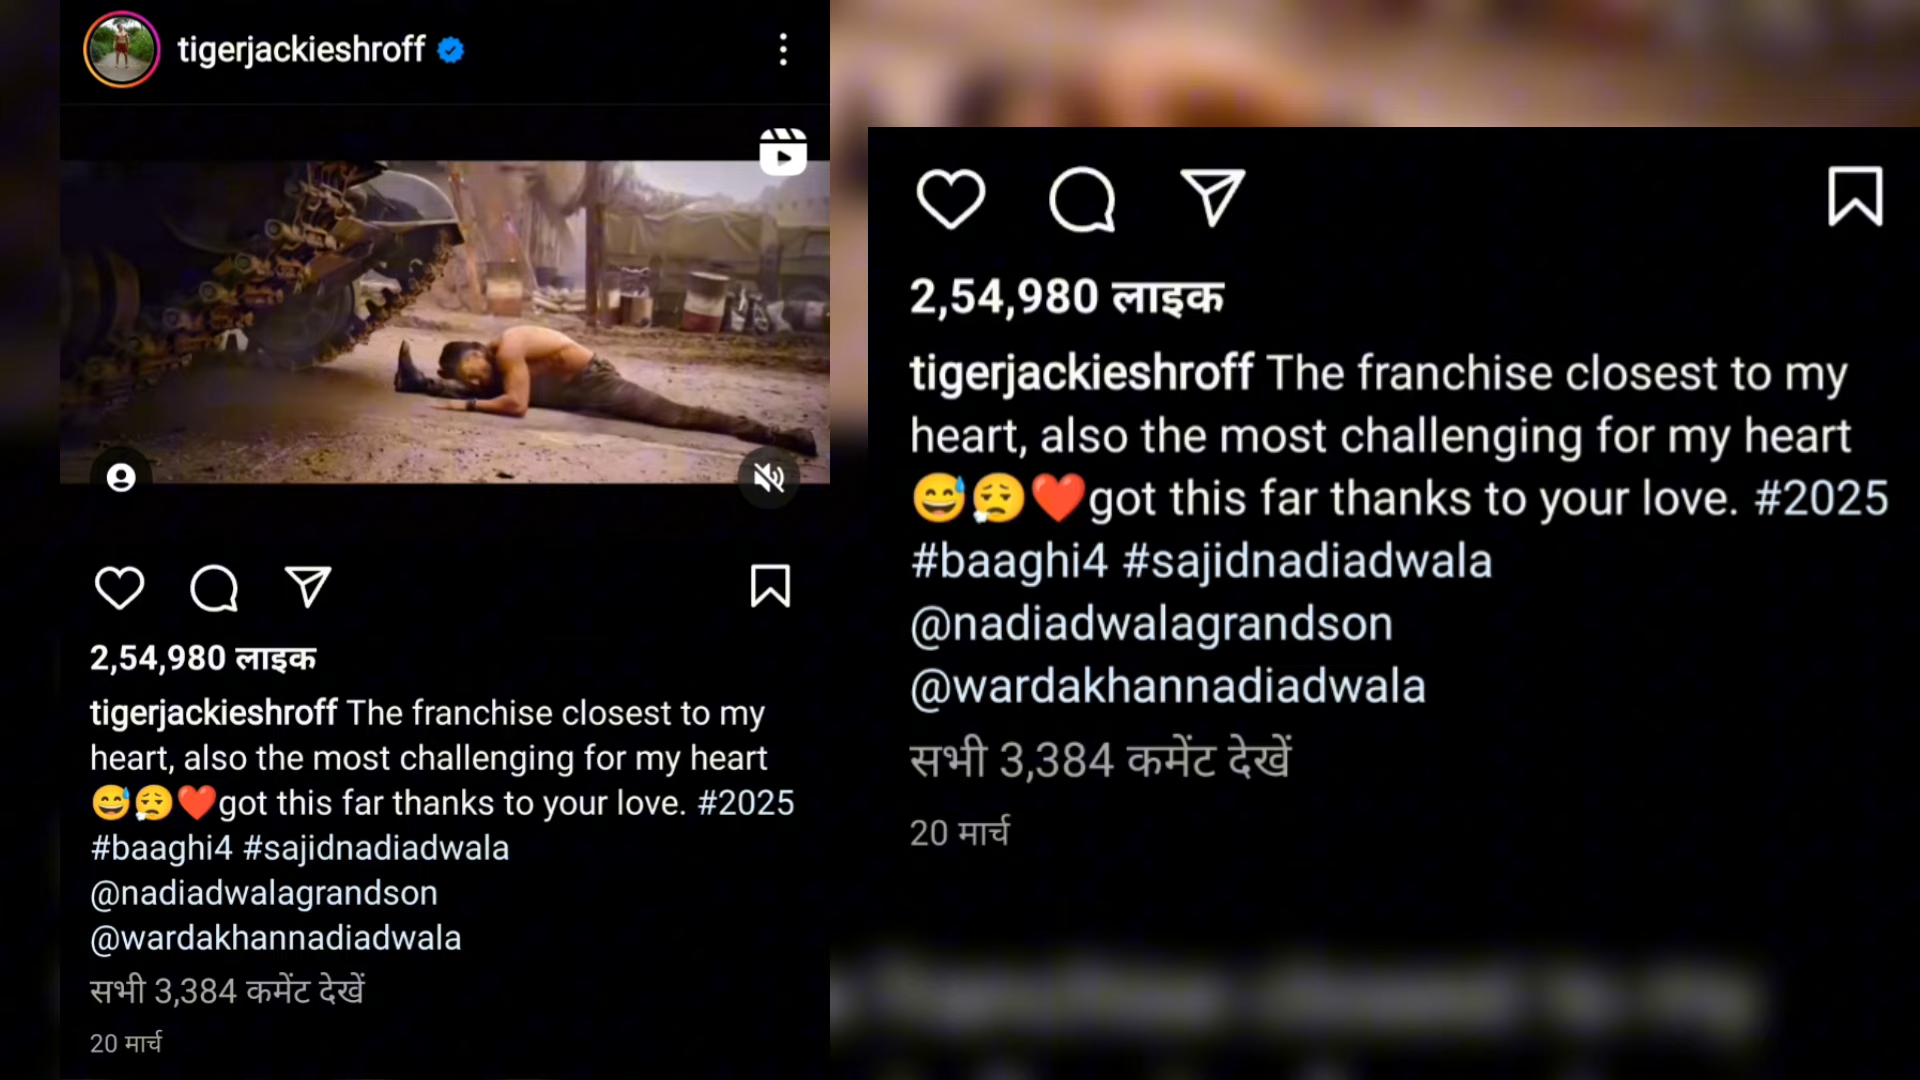 tigerjackieshroff
2,54,980 लाइक
tigerjackieshroff The franchise closest to my
heart, also the most challenging for my heart
😅😮‍💨❤️got this far thanks to your love. #2025
#baaghi4 #sajidnadiadwala
@nadiadwalagrandson
@wardakhannadiadwala
सभी 3,384 कमेंट देखें
20 मार्च
2,54,980 लाइक
tigerjackieshroff The franchise closest to my
heart, also the most challenging for my heart
😅😮‍💨❤️got this far thanks to your love. #2025
#baaghi4 #sajidnadiadwala
@nadiadwalagrandson
@wardakhannadiadwala
सभी 3,384 कमेंट देखें
20 मार्च